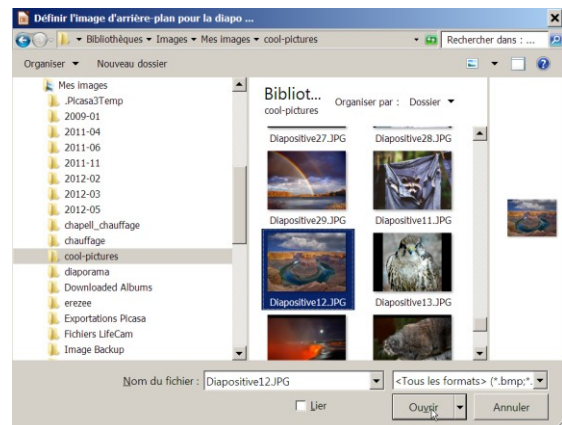 Définir l'image d'arrière-plan pour la diapo ...
Bibliothèques Images Mes images cool-pictures
Rechercher dans : ...
Organiser Nouveau dossier
Mes images
.Picasa3Temp
2009-01
2011-04
2011-06
2011-11
2012-02
2012-03
2012-05
chapell_chauffage
chauffage
cool-pictures
diaporama
Downloaded Albums
erezee
Exportations Picasa
Fichiers LifeCam
Image Backup
Bibliot...
cool-pictures
Organiser par : Dossier
Diapositive27.JPG Diapositive28.JPG
Diapositive29.JPG Diapositive11.JPG
Diapositive12.JPG Diapositive13.JPG
Nom du fichier : Diapositive12.JPG
<Tous les formats> (*.bmp;*.
Lier
Ouvrir Annuler